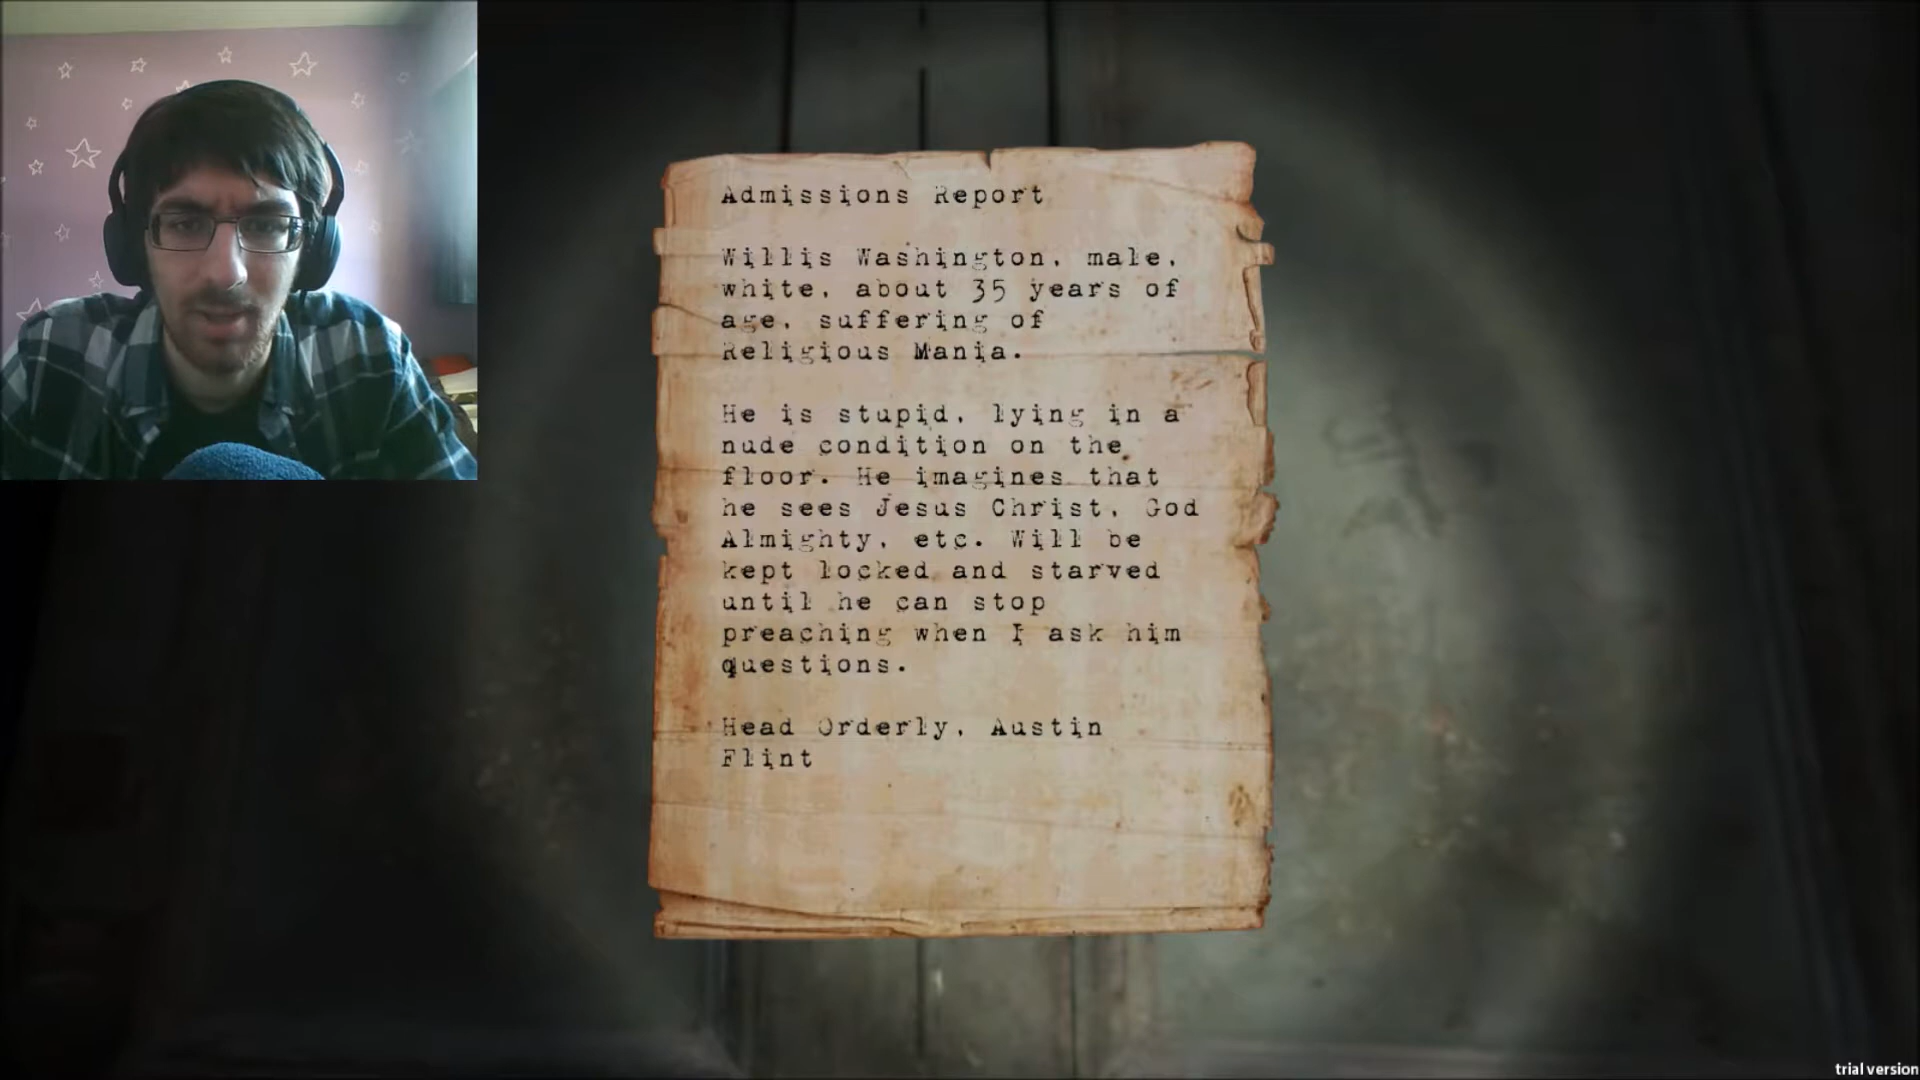 Admissions Report
Willis Washington, male,
white, about 35 years of
age, suffering of
Religious Mania.
He is stupid, lying in a
nude condition on the
floor. He imagines that
he sees Jesus Christ, God
Almighty, etc. Will be
kept locked and starved
until he can stop
preaching when I ask him
questions.
Head Orderly, Austin
Flint
trial version